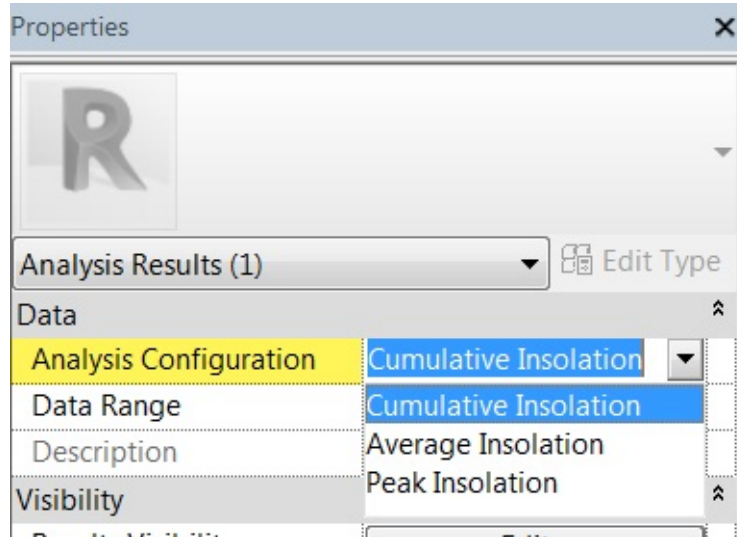 Properties
R
Analysis Results (1) Edit Type
Data
Analysis Configuration Cumulative Insolation
Data Range Cumulative Insolation
Description Average Insolation
Peak Insolation
Visibility